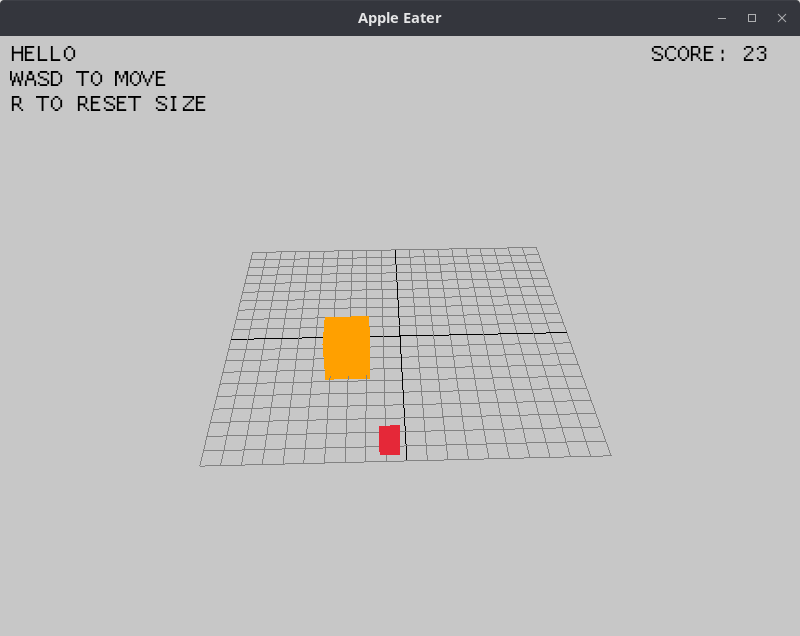 Apple Eater
HELLO
SCORE: 23
WASD TO MOVE
R TO RESET SIZE